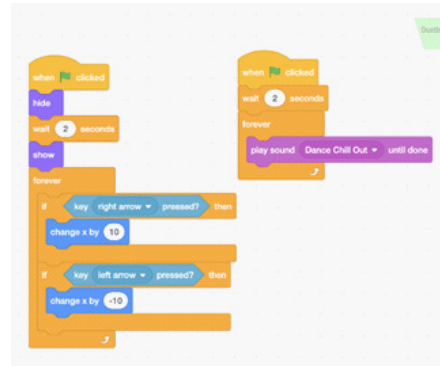 when clicked
hide
wait 2 seconds
show
forever
if key right arrow pressed? then
change x by 10
if key left arrow pressed? then
change x by -10
when clicked
wait 2 seconds
forever
play sound Dance Chill Out until done